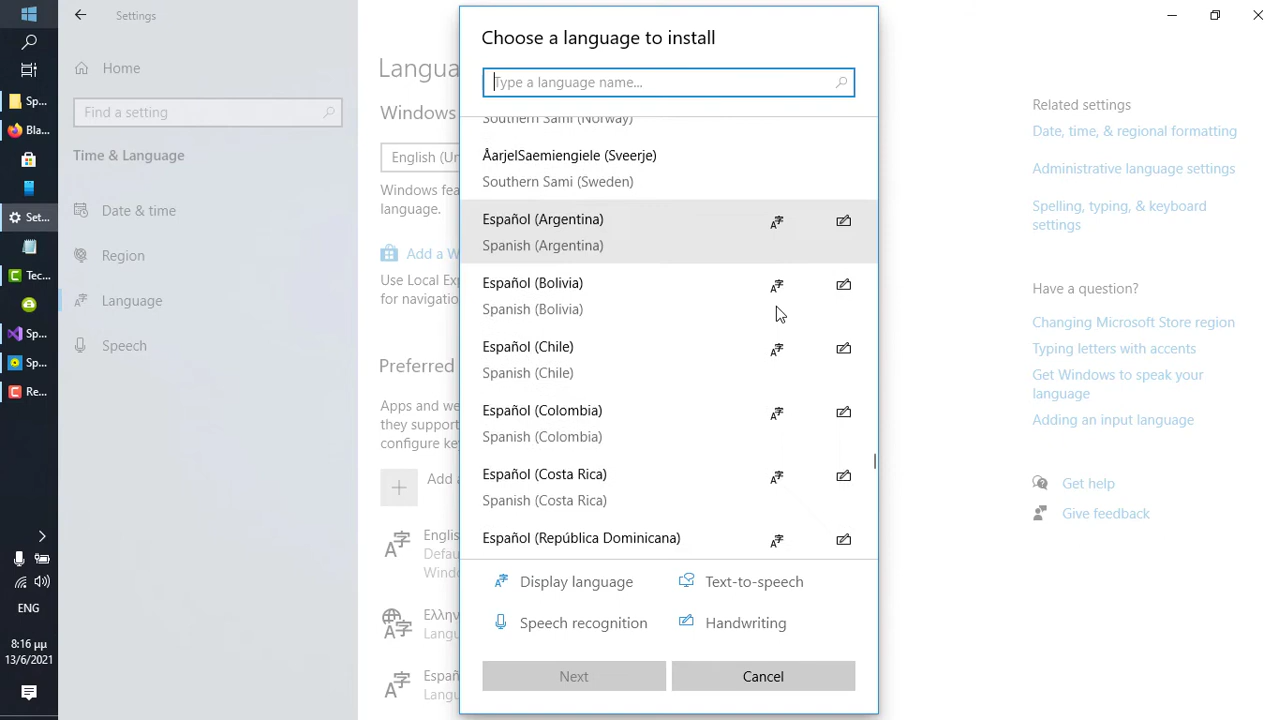 Sp...
Bla...
Set...
Tec...
Sp...
Sp...
Re...
ENG
8:16 μμ
13/6/2021
Settings
Home
Find a setting
Time & Language
Date & time
Region
Language
Speech
Langua
Windows
English (Un
Windows fea
language.
Add a W
Use Local Exp
for navigation
Preferred
Apps and we
they support
configure key
Add a
English
Defau
Windo
Ελλην
Langu
Españ
Langu
Choose a language to install
Type a language name...
Southern Sami (Norway)
ÅarjelSaemiengiele (Sveerje)
Southern Sami (Sweden)
Español (Argentina)
Spanish (Argentina)
Español (Bolivia)
Spanish (Bolivia)
Español (Chile)
Spanish (Chile)
Español (Colombia)
Spanish (Colombia)
Español (Costa Rica)
Spanish (Costa Rica)
Español (República Dominicana)
Display language
Text-to-speech
Speech recognition
Handwriting
Next
Cancel
Related settings
Date, time, & regional formatting
Administrative language settings
Spelling, typing, & keyboard
settings
Have a question?
Changing Microsoft Store region
Typing letters with accents
Get Windows to speak your
language
Adding an input language
Get help
Give feedback